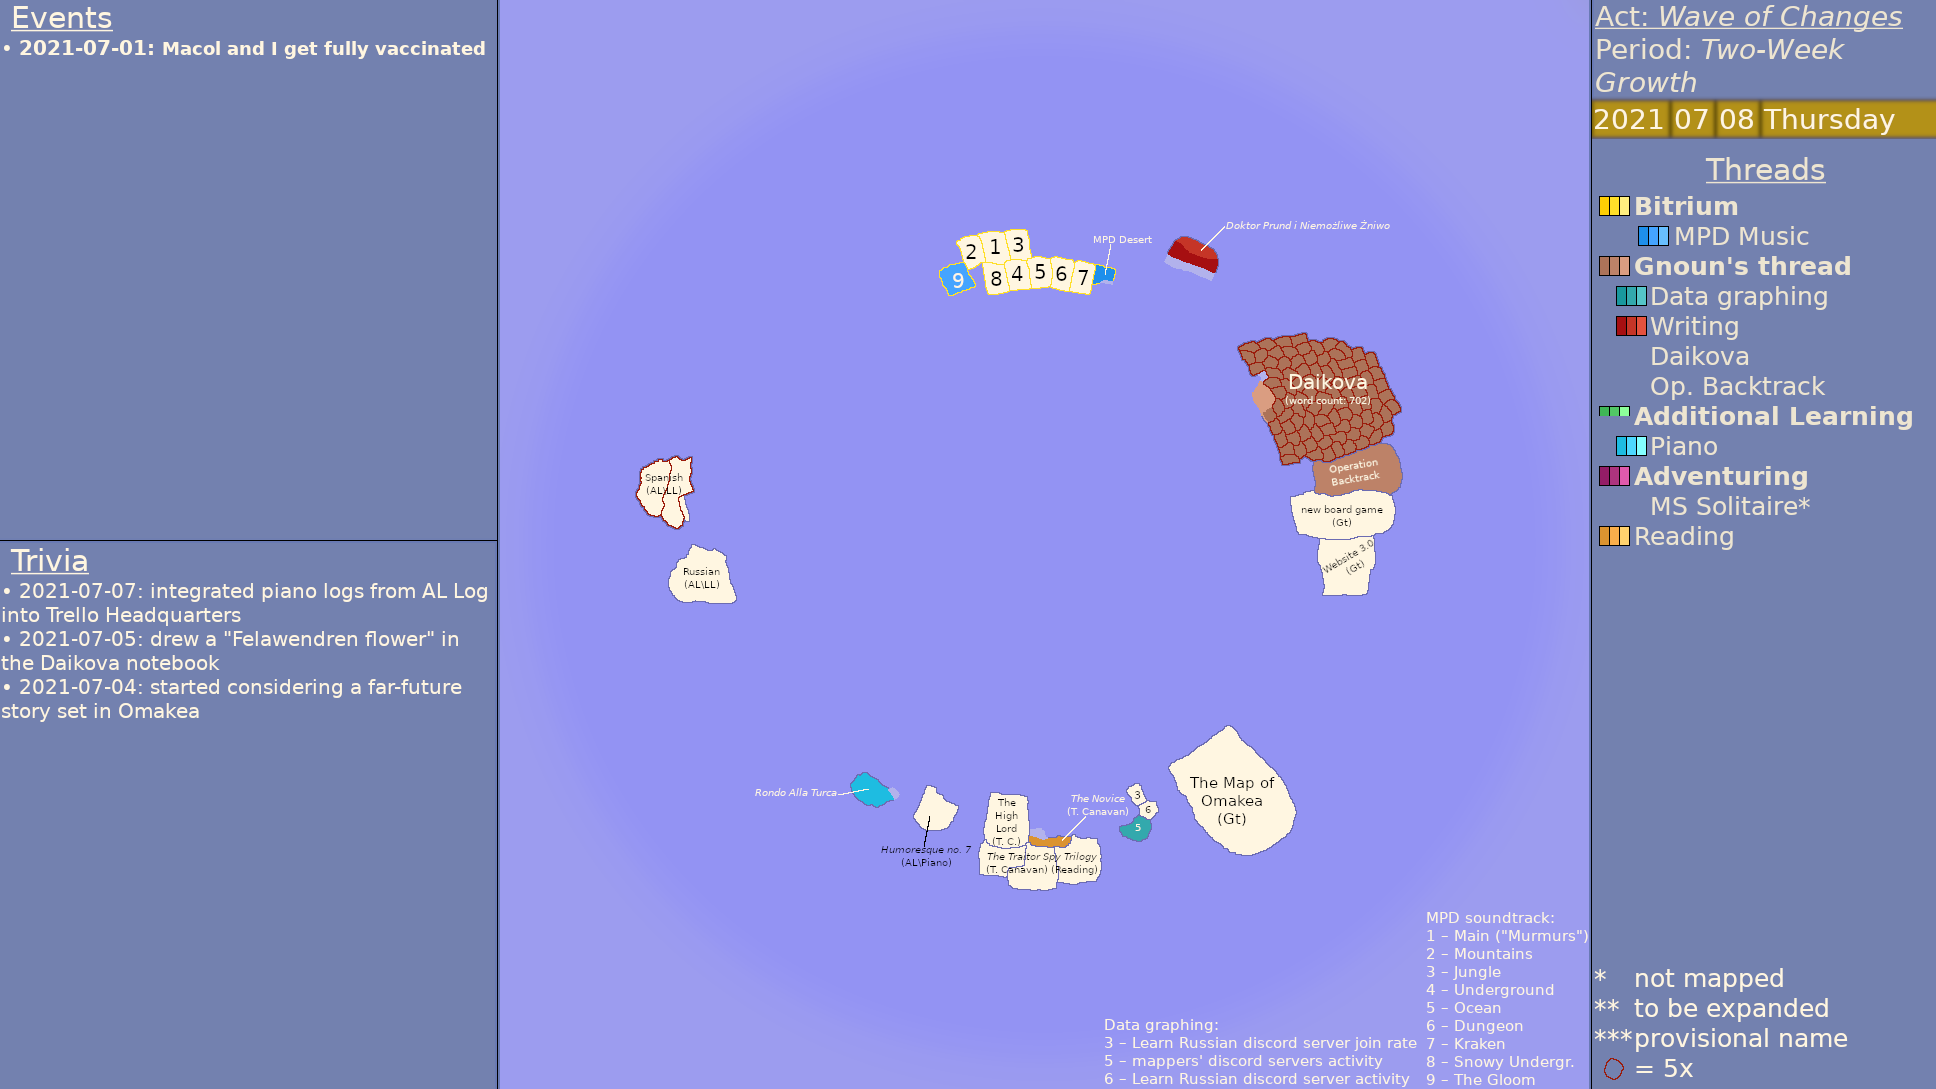 Events
• 2021-07-01: Macol and I get fully vaccinated
Trivia
• 2021-07-07: integrated piano logs from AL Log
into Trello Headquarters
• 2021-07-05: drew a "Felawendren flower" in
the Daikova notebook
• 2021-07-04: started considering a far-future
story set in Omakea
2
1
3
9
8
4
5
6
7
MPD Desert
Doktor Prund i Niemożliwe Żniwo
Daikova
(word count: 702)
Operation
Backtrack
new board game
(Gt)
Website 3.0
(Gt)
Spanish
(AL\LL)
Russian
(AL\LL)
Rondo Alla Turca
Humoresque no. 7
(AL\Piano)
The
High
Lord
(T. C.)
The Novice
(T. Canavan)
The Traitor Spy Trilogy
(T. Canavan) (Reading)
3
6
5
The Map of
Omakea
(Gt)
Data graphing:
3 – Learn Russian discord server join rate
5 – mappers' discord servers activity
6 – Learn Russian discord server activity
MPD soundtrack:
1 – Main ("Murmurs")
2 – Mountains
3 – Jungle
4 – Underground
5 – Ocean
6 – Dungeon
7 – Kraken
8 – Snowy Undergr.
9 – The Gloom
Act: Wave of Changes
Period: Two-Week
Growth
2021 07 08 Thursday
Threads
Bitrium
MPD Music
Gnoun's thread
Data graphing
Writing
Daikova
Op. Backtrack
Additional Learning
Piano
Adventuring
MS Solitaire*
Reading
* not mapped
** to be expanded
*** provisional name
= 5x